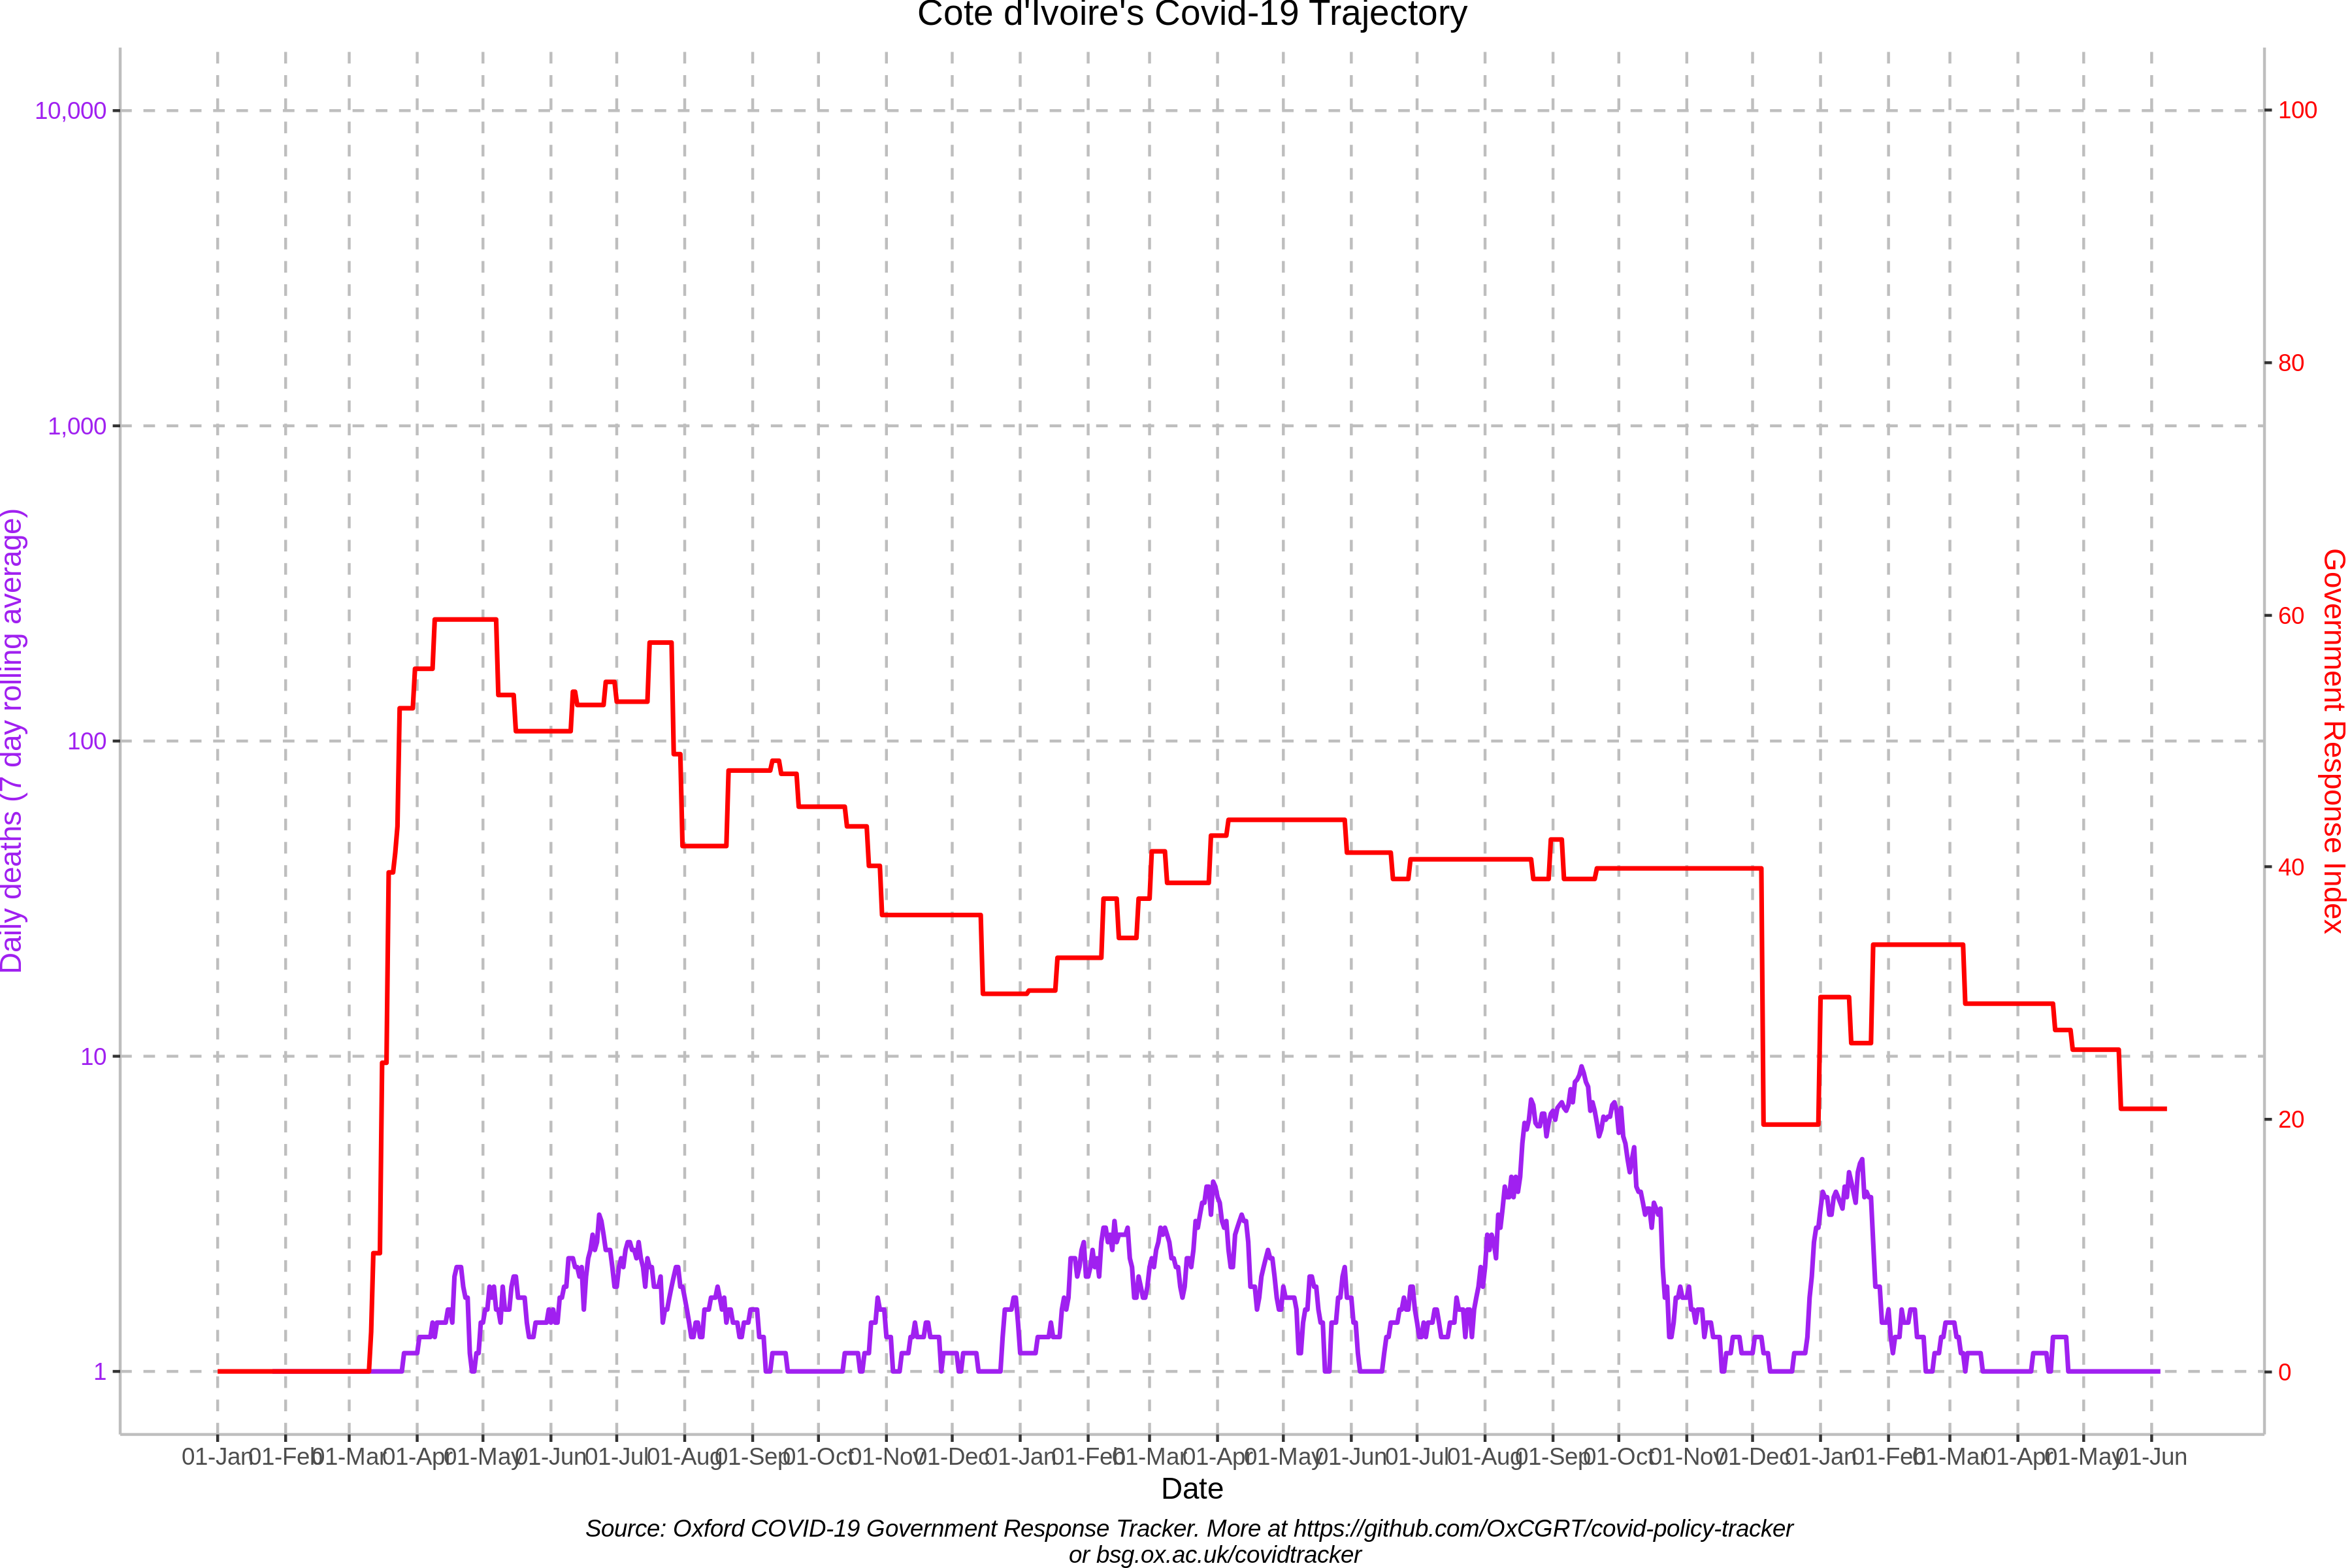 Cote d'Ivoire's Covid-19 Trajectory
10,000
1,000
100
10
1
Daily deaths (7 day rolling average)
100
80
60
40
20
0
Government Response Index
01-Jan
01-Feb
01-Mar
01-Apr
01-May
01-Jun
01-Jul
01-Aug
01-Sep
01-Oct
01-Nov
01-Dec
01-Jan
01-Feb
01-Mar
01-Apr
01-May
01-Jun
01-Jul
01-Aug
01-Sep
01-Oct
01-Nov
01-Dec
01-Jan
01-Feb
01-Mar
01-Apr
01-May
01-Jun
Date
Source: Oxford COVID-19 Government Response Tracker. More at https://github.com/OxCGRT/covid-policy-tracker
or bsg.ox.ac.uk/covidtracker